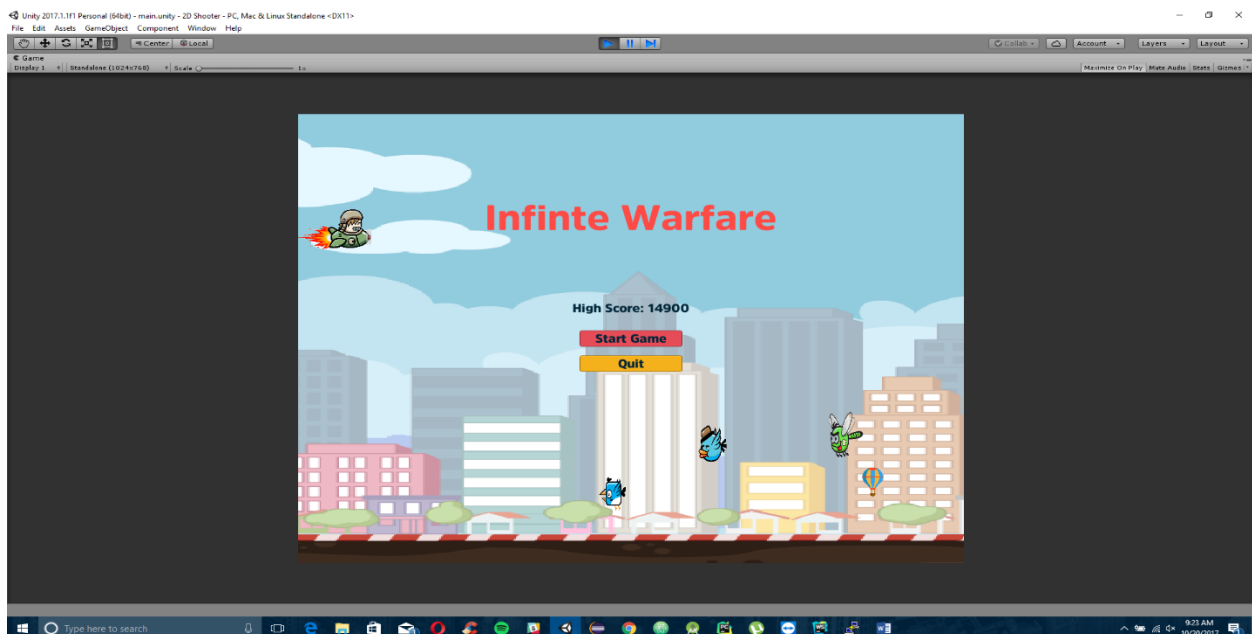 Unity 2017.1.1f1 Personal (64bit) - main.unity - 2D Shooter - PC, Mac & Linux Standalone <DX11>
File Edit Assets GameObject Component Window Help
Center Local Collab Account Layers Layout
Game
Display 1 Standalone (1024x768) Scale 1x Maximize On Play Mute Audio Stats Gizmos
Infinte Warfare
High Score: 14900
Start Game
Quit
Type here to search
9:23 AM
10/20/2017